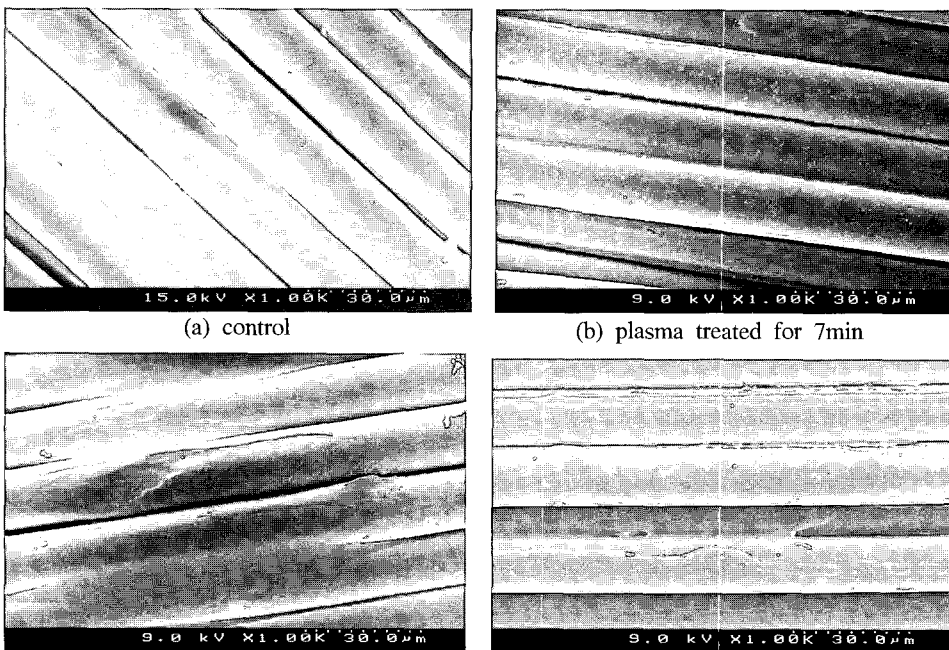 15.0kV X1.00K 30.0µm
9.0 kV X1.00K 30.0µm
(a) control
(b) plasma treated for 7min
9.0 kV X1.00K 30.0µm
9.0 kV X1.00K 30.0µm